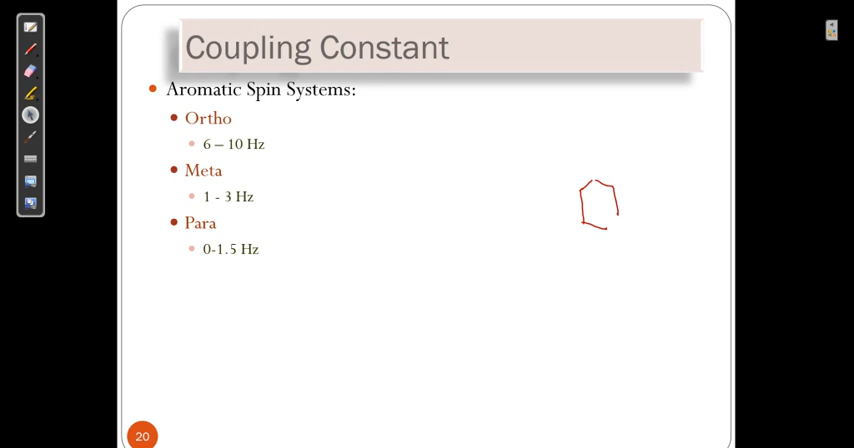 Coupling Constant
Aromatic Spin Systems:
Ortho
6 – 10 Hz
Meta
1 - 3 Hz
Para
0-1.5 Hz
20